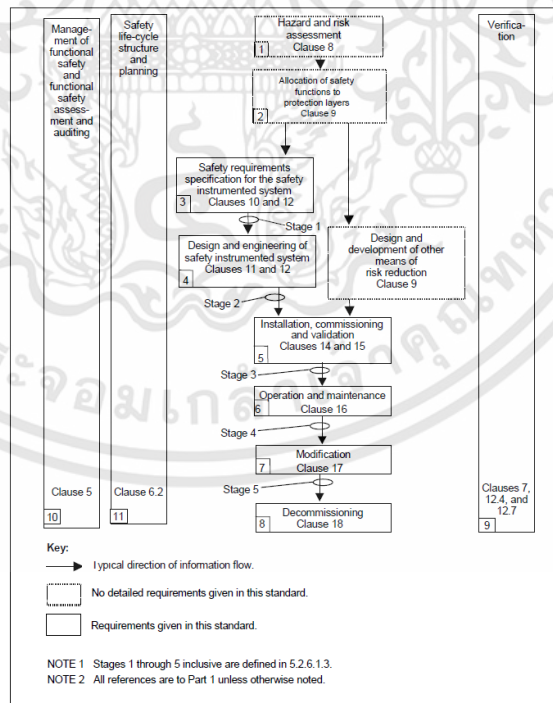 Manage-
ment of
functional
safety
and
functional
safety
assess-
ment and
auditing
Clause 5
10
Safety
life-cycle
structure
and
planning
Clause 6.2
11
Hazard and risk
assessment
Clause 8
1
Allocation of safety
functions to
protection layers
Clause 9
2
Safety requirements
specification for the safety
instrumented system
Clauses 10 and 12
3
Stage 1
Design and engineering of
safety instrumented system
Clauses 11 and 12
4
Design and
development of other
means of
risk reduction
Clause 9
Stage 2
Installation, commissioning
and validation
Clauses 14 and 15
5
Stage 3
Operation and maintenance
6
Clause 16
Stage 4
Modification
7
Clause 17
Stage 5
Decommissioning
8
Clause 18
Verifica-
tion
Clauses 7,
12.4, and
12.7
9
Key:
Typical direction of information flow.
No detailed requirements given in this standard.
Requirements given in this standard.
NOTE 1 Stages 1 through 5 inclusive are defined in 5.2.6.1.3.
NOTE 2 All references are to Part 1 unless otherwise noted.